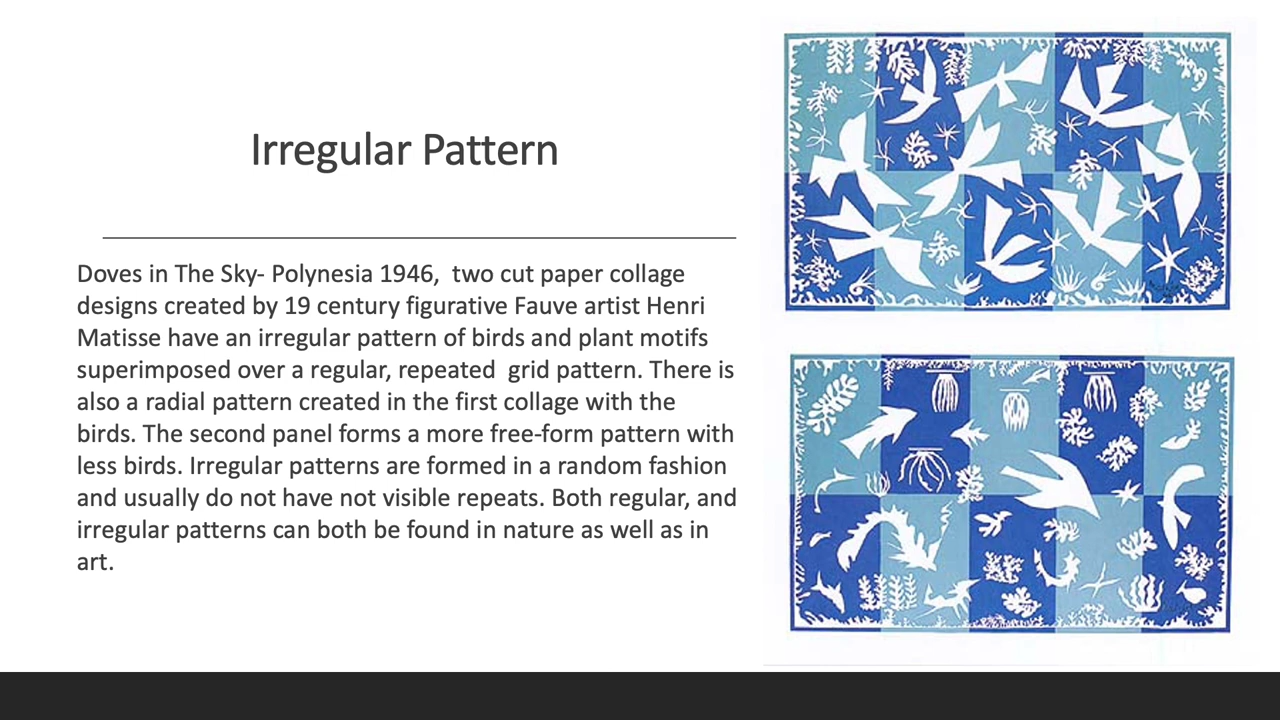 Irregular Pattern
Doves in The Sky- Polynesia 1946,  two cut paper collage
designs created by 19 century figurative Fauve artist Henri
Matisse have an irregular pattern of birds and plant motifs
superimposed over a regular, repeated  grid pattern. There is
also a radial pattern created in the first collage with the
birds. The second panel forms a more free-form pattern with
less birds. Irregular patterns are formed in a random fashion
and usually do not have not visible repeats. Both regular, and
irregular patterns can both be found in nature as well as in
art.